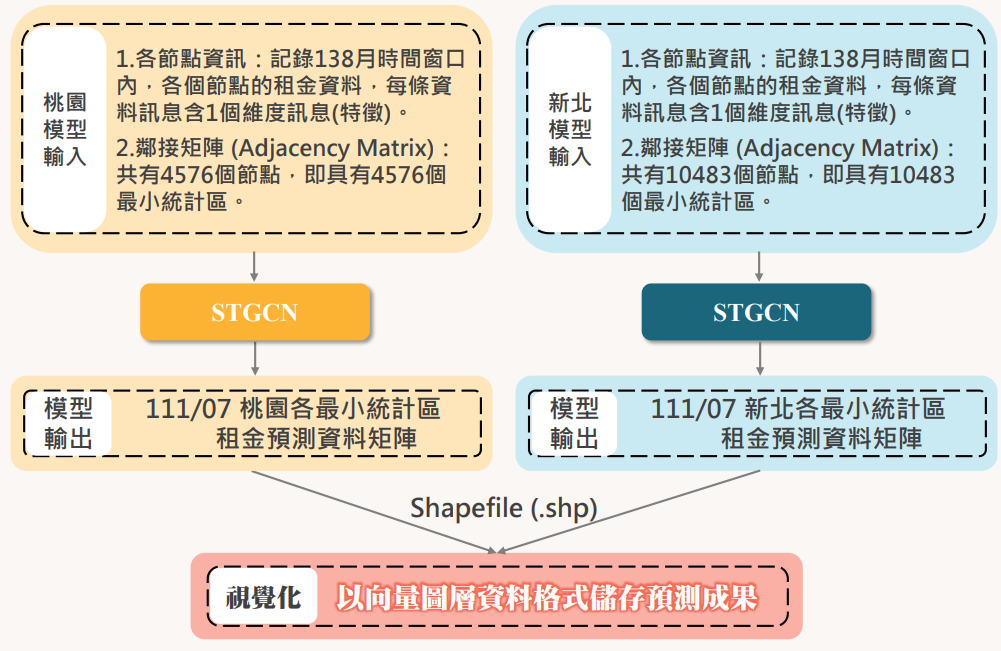 桃園
模型
輸入
1.各節點資訊：記錄138月時間窗口
內，各個節點的租金資料，每條資
料訊息含1個維度訊息(特徵)。
2.鄰接矩陣 (Adjacency Matrix)：
共有4576個節點，即具有4576個
最小統計區。
新北
模型
輸入
1.各節點資訊：記錄138月時間窗口
內，各個節點的租金資料，每條資
料訊息含1個維度訊息(特徵)。
2.鄰接矩陣 (Adjacency Matrix)：
共有10483個節點，即具有10483
個最小統計區。
STGCN
STGCN
模型
輸出
111/07 桃園各最小統計區
租金預測資料矩陣
模型
輸出
111/07 新北各最小統計區
租金預測資料矩陣
Shapefile (.shp)
視覺化
以向量圖層資料格式儲存預測成果